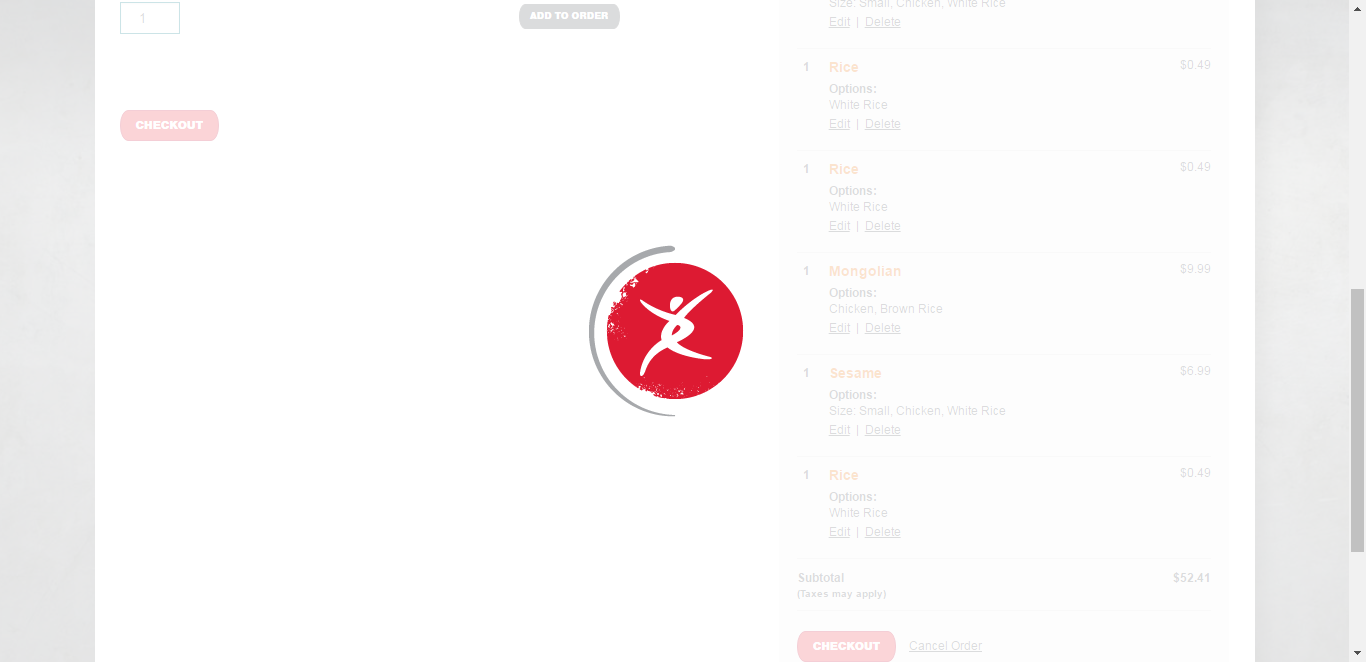 1
ADD TO ORDER
CHECKOUT
Size: Small, Chicken, White Rice
Edit | Delete
1 Rice $0.49
Options:
White Rice
Edit | Delete
1 Rice $0.49
Options:
White Rice
Edit | Delete
1 Mongolian $9.99
Options:
Chicken, Brown Rice
Edit | Delete
1 Sesame $6.99
Options:
Size: Small, Chicken, White Rice
Edit | Delete
1 Rice $0.49
Options:
White Rice
Edit | Delete
Subtotal $52.41
(Taxes may apply)
CHECKOUT Cancel Order